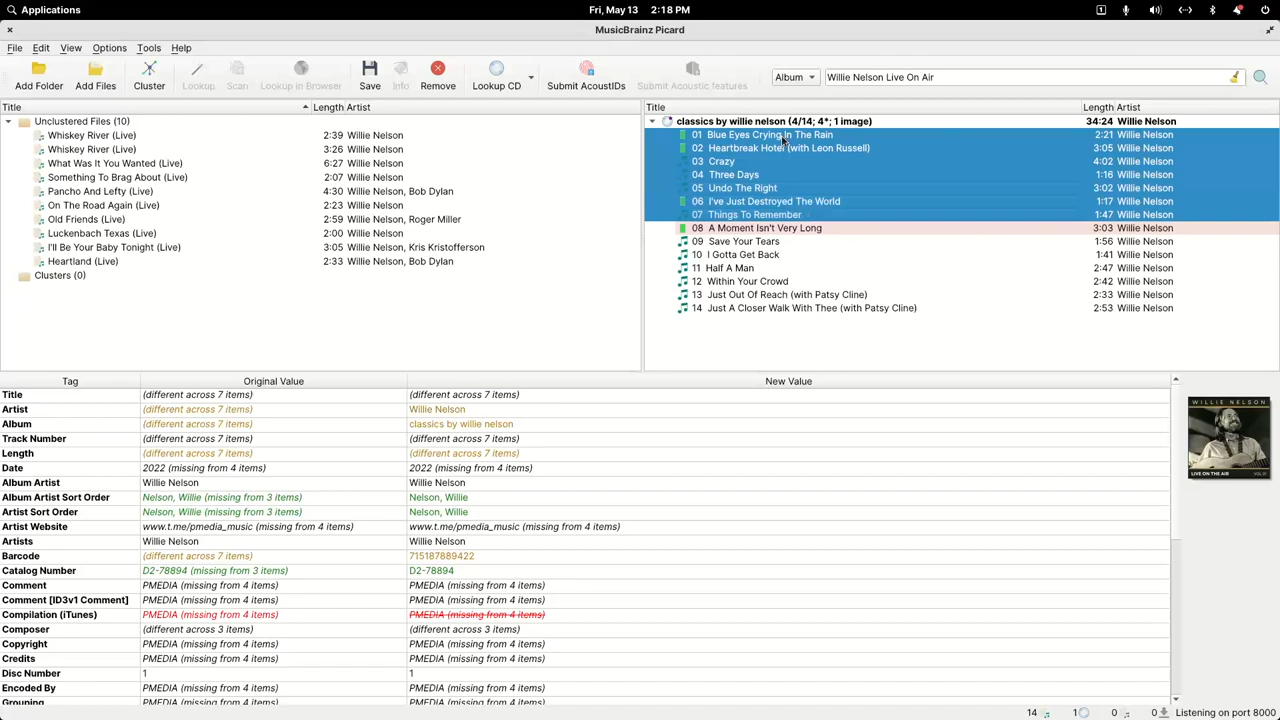 Applications
Fri, May 13 2:18 PM
1
MusicBrainz Picard
File Edit View Options Tools Help
Add Folder Add Files Cluster Lookup Scan Lookup in Browser Save Info Remove Lookup CD Submit AcoustIDs Submit Acoustic features
Album Willie Nelson Live On Air
Title Length Artist
Unclustered Files (10)
Whiskey River (Live) 2:39 Willie Nelson
Whiskey River (Live) 3:26 Willie Nelson
What Was It You Wanted (Live) 6:27 Willie Nelson
Something To Brag About (Live) 2:07 Willie Nelson
Pancho And Lefty (Live) 4:30 Willie Nelson, Bob Dylan
On The Road Again (Live) 2:23 Willie Nelson
Old Friends (Live) 2:59 Willie Nelson, Roger Miller
Luckenbach Texas (Live) 2:00 Willie Nelson
I'll Be Your Baby Tonight (Live) 3:05 Willie Nelson, Kris Kristofferson
Heartland (Live) 2:33 Willie Nelson, Bob Dylan
Clusters (0)
Title Length Artist
classics by willie nelson (4/14; 4*; 1 image) 34:24 Willie Nelson
01 Blue Eyes Crying In The Rain 2:21 Willie Nelson
02 Heartbreak Hotel (with Leon Russell) 3:05 Willie Nelson
03 Crazy 4:02 Willie Nelson
04 Three Days 1:16 Willie Nelson
05 Undo The Right 3:02 Willie Nelson
06 I've Just Destroyed The World 1:17 Willie Nelson
07 Things To Remember 1:47 Willie Nelson
08 A Moment Isn't Very Long 3:03 Willie Nelson
09 Save Your Tears 1:56 Willie Nelson
10 I Gotta Get Back 1:41 Willie Nelson
11 Half A Man 2:47 Willie Nelson
12 Within Your Crowd 2:42 Willie Nelson
13 Just Out Of Reach (with Patsy Cline) 2:33 Willie Nelson
14 Just A Closer Walk With Thee (with Patsy Cline) 2:53 Willie Nelson
Tag Original Value New Value
Title (different across 7 items) (different across 7 items)
Artist (different across 7 items) Willie Nelson
Album (different across 7 items) classics by willie nelson
Track Number (different across 7 items) (different across 7 items)
Length (different across 7 items) (different across 7 items)
Date 2022 (missing from 4 items) 2022 (missing from 4 items)
Album Artist Willie Nelson Willie Nelson
Album Artist Sort Order Nelson, Willie (missing from 3 items) Nelson, Willie
Artist Sort Order Nelson, Willie (missing from 3 items) Nelson, Willie
Artist Website www.t.me/pmedia_music (missing from 4 items) www.t.me/pmedia_music (missing from 4 items)
Artists Willie Nelson Willie Nelson
Barcode (different across 7 items) 715187889422
Catalog Number D2-78894 (missing from 3 items) D2-78894
Comment PMEDIA (missing from 4 items) PMEDIA (missing from 4 items)
Comment [ID3v1 Comment] PMEDIA (missing from 4 items) PMEDIA (missing from 4 items)
Compilation (iTunes) PMEDIA (missing from 4 items) PMEDIA (missing from 4 items)
Composer (different across 3 items) (different across 3 items)
Copyright PMEDIA (missing from 4 items) PMEDIA (missing from 4 items)
Credits PMEDIA (missing from 4 items) PMEDIA (missing from 4 items)
Disc Number 1 1
Encoded By PMEDIA (missing from 4 items) PMEDIA (missing from 4 items)
Grouping PMEDIA (missing from 4 items) PMEDIA (missing from 4 items)
WILLIE NELSON
LIVE ON THE AIR
14 1 0 0 Listening on port 8000